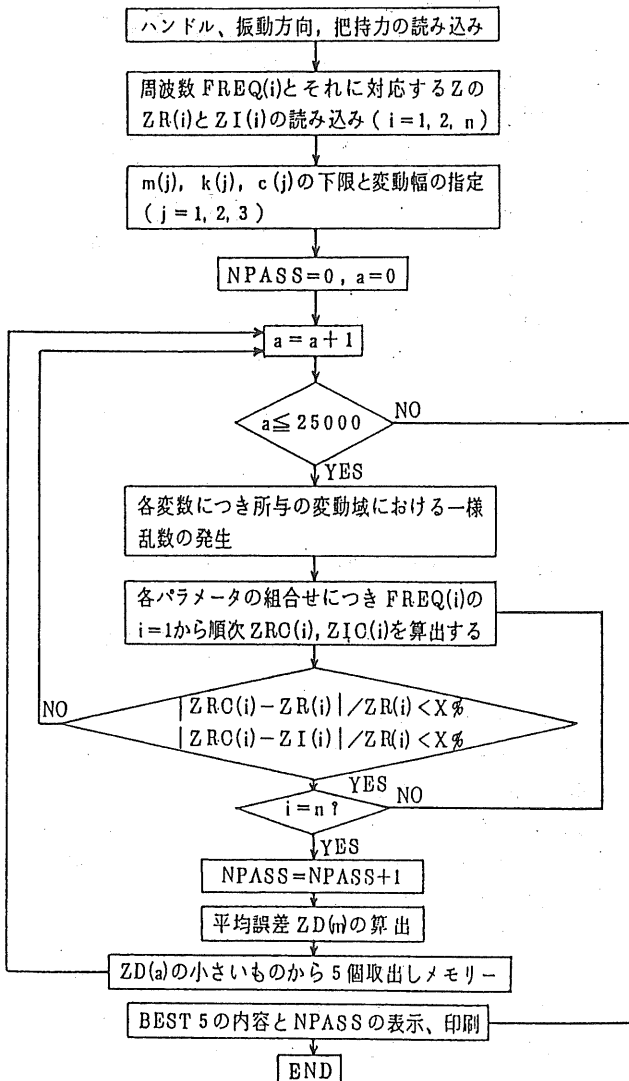 ハンドル、振動方向,把持力の読み込み
周波数 FREQ(i)とそれに対応するZの
ZR(i)とZI(i)の読み込み(i=1, 2, n)
m(j), k(j), c(j)の下限と変動幅の指定
(j=1, 2, 3)
NPASS=0, a=0
a=a+1
a≦25000
NO
YES
各変数につき所与の変動域における一様
乱数の発生
各パラメータの組合せにつき FREQ(i)の
i=1から順次 ZRC(i), ZIC(i)を算出する
NO
|ZRC(i)-ZR(i)|/ZR(i)<X%
|ZRC(i)-ZI(i)|/ZR(i)<X%
YES
i=n?
NO
YES
NPASS=NPASS+1
平均誤差 ZD(m)の算出
ZD(a)の小さいものから5個取出しメモリー
BEST 5の内容とNPASSの表示、印刷
END